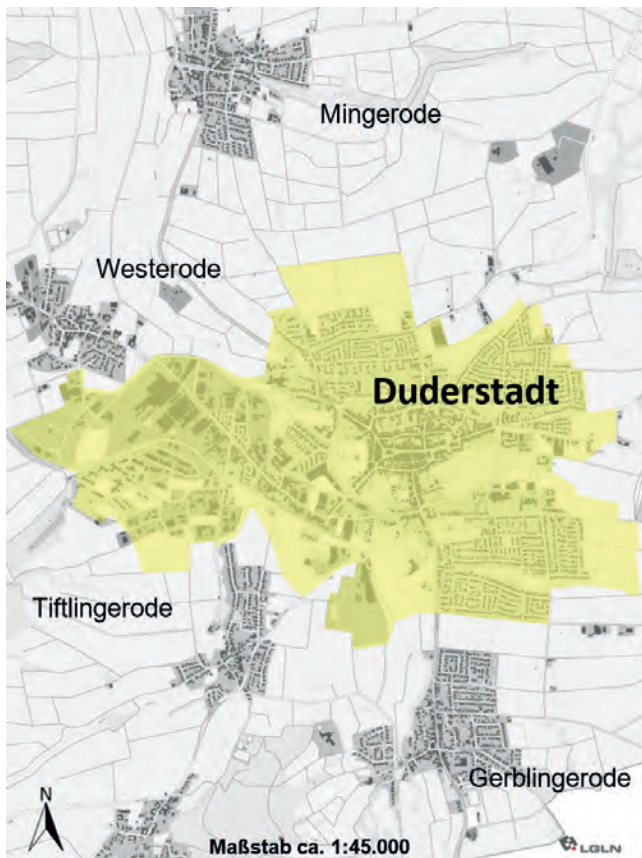 Mingerode
Westerode
Duderstadt
Tiftlingerode
Gerblingerode
N
Maßstab ca. 1:45.000
LGLN